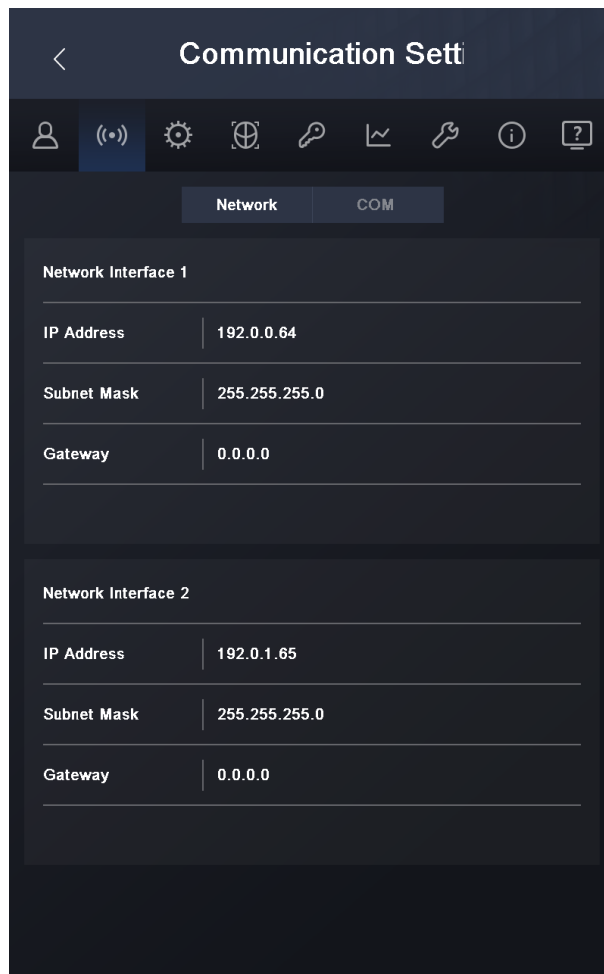 Communication Setti
Network COM
Network Interface 1
IP Address 192.0.0.64
Subnet Mask 255.255.255.0
Gateway 0.0.0.0
Network Interface 2
IP Address 192.0.1.65
Subnet Mask 255.255.255.0
Gateway 0.0.0.0